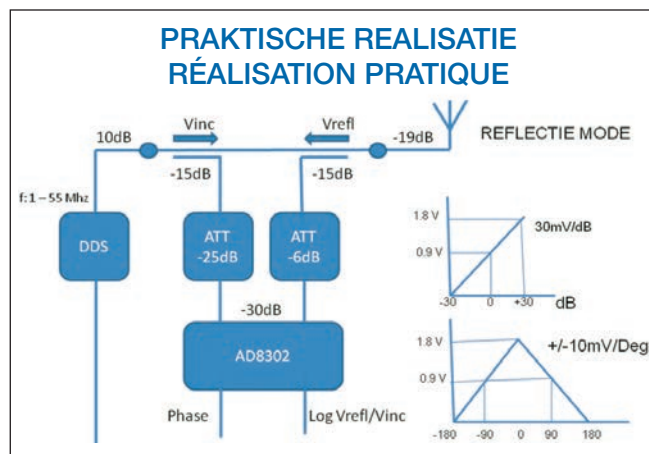 PRAKTISCHE REALISATIE
RÉALISATION PRATIQUE
Vinc
Vrefl
10dB
-19dB
REFLECTIE MODE
-15dB
-15dB
f:1 – 55 Mhz
DDS
ATT
-25dB
ATT
-6dB
1.8 V
30mV/dB
0.9 V
-30
0
+30
dB
-30dB
AD8302
1.8 V
+/-10mV/Deg
0.9 V
Phase
Log Vrefl/Vinc
-180
-90
0
90
180